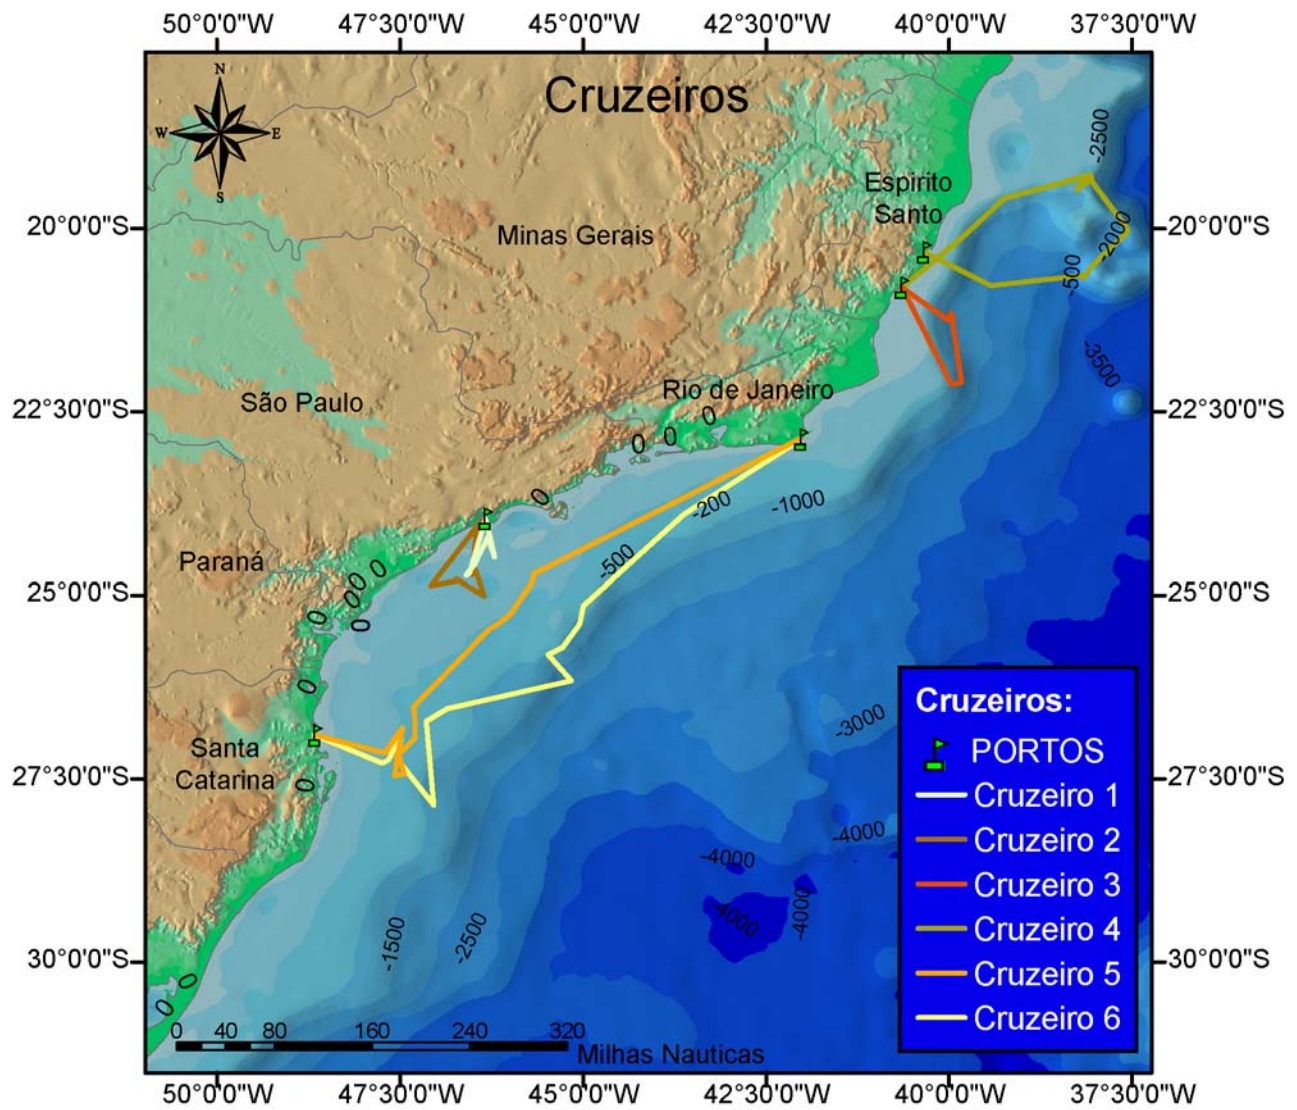 50°0'0"W 47°30'0"W 45°0'0"W 42°30'0"W 40°0'0"W 37°30'0"W
N
W E
S
Cruzeiros
-2500
Espirito
Santo
20°0'0"S
20°0'0"S
Minas Gerais
-2000
-500
-3500
Rio de Janeiro
São Paulo
22°30'0"S
22°30'0"S
0
0
0
0
-200
-1000
-500
Paraná
0
0
0
25°0'0"S
25°0'0"S
0
0
0
Santa
Catarina
0
27°30'0"S
27°30'0"S
-3000
-4000
-4000
-4000
-4000
-1500
-2500
30°0'0"S
30°0'0"S
0
0
Cruzeiros:
PORTOS
Cruzeiro 1
Cruzeiro 2
Cruzeiro 3
Cruzeiro 4
Cruzeiro 5
Cruzeiro 6
0 40 80 160 240 320
Milhas Nauticas
50°0'0"W 47°30'0"W 45°0'0"W 42°30'0"W 40°0'0"W 37°30'0"W